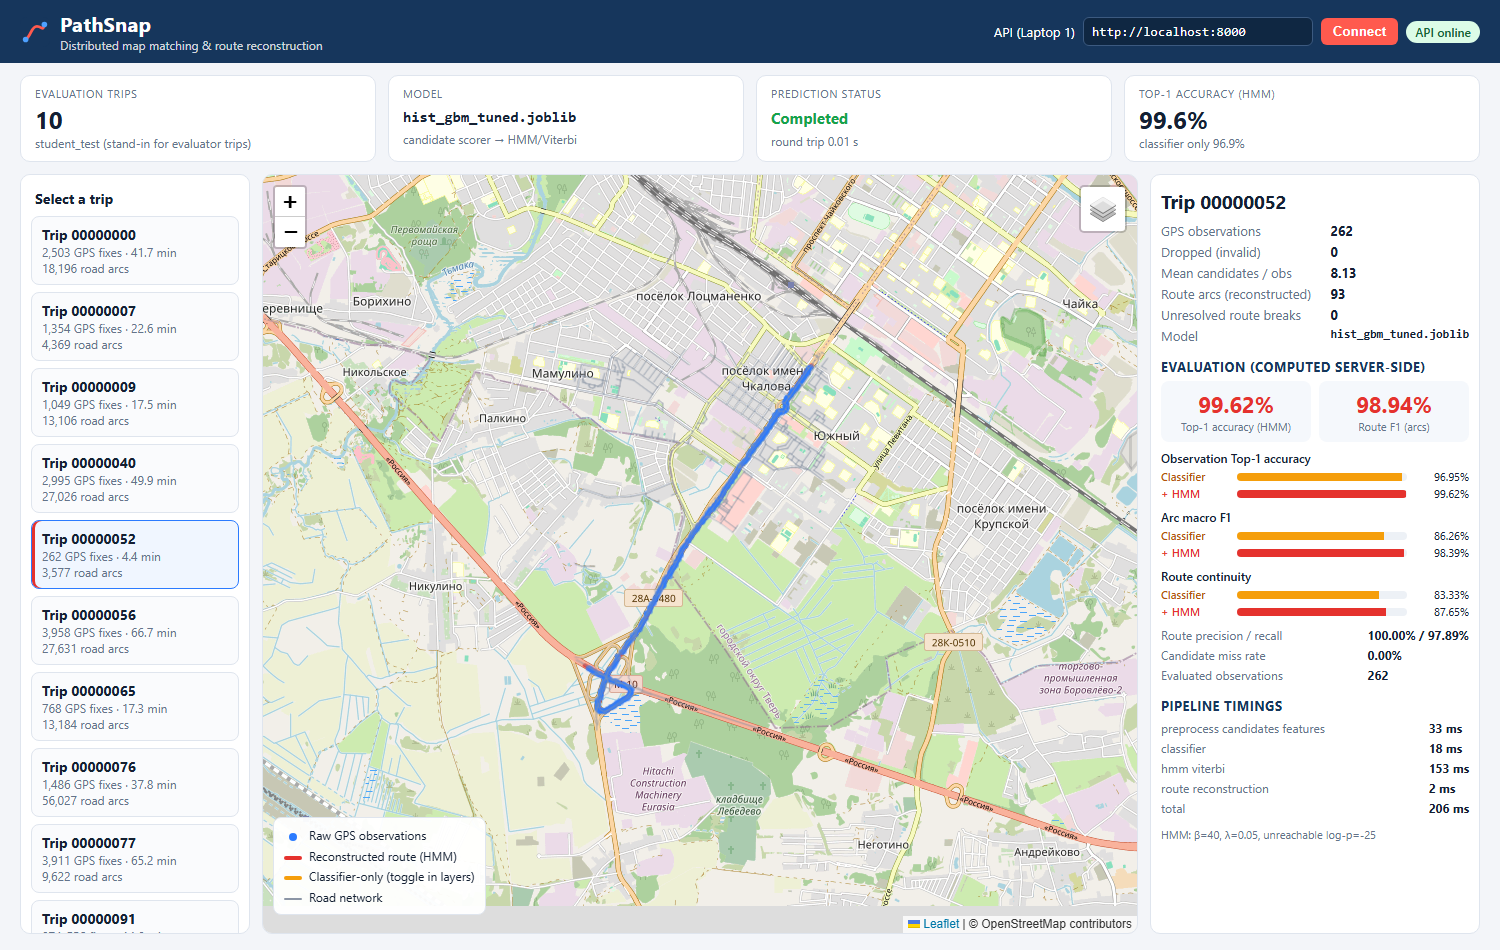 PathSnap
Distributed map matching & route reconstruction
API (Laptop 1)
http://localhost:8000
Connect
API online
EVALUATION TRIPS
10
student_test (stand-in for evaluator trips)
MODEL
hist_gbm_tuned.joblib
candidate scorer → HMM/Viterbi
PREDICTION STATUS
Completed
round trip 0.01 s
TOP-1 ACCURACY (HMM)
99.6%
classifier only 96.9%
Select a trip
Trip 00000000
2,503 GPS fixes · 41.7 min
18,196 road arcs
Trip 00000007
1,354 GPS fixes · 22.6 min
4,369 road arcs
Trip 00000009
1,049 GPS fixes · 17.5 min
13,106 road arcs
Trip 00000040
2,995 GPS fixes · 49.9 min
27,026 road arcs
Trip 00000052
262 GPS fixes · 4.4 min
3,577 road arcs
Trip 00000056
3,958 GPS fixes · 66.7 min
27,631 road arcs
Trip 00000065
768 GPS fixes · 17.3 min
13,184 road arcs
Trip 00000076
1,486 GPS fixes · 37.8 min
56,027 road arcs
Trip 00000077
3,911 GPS fixes · 65.2 min
9,622 road arcs
Trip 00000091
+
−
Первомайская
роща
Тьмака
Борихино
посёлок Лоцманенко
Чайка
Никольское
Мамулино
посёлок имени
Чкалова
Палкино
Южный
улица Левитана
«Россия»
посёлок имени
Крупской
Никулино
28А-0480
«Россия»
городской округ Тверь
28К-0510
торгово-
промышленная
зона Боровлёво-2
«Россия»
«Россия»
«Россия»
«Россия»
«Россия»
Hitachi
Construction
Machinery
Eurasia
кладбище
Лебедево
Неготино
Андрейково
Raw GPS observations
Reconstructed route (HMM)
Classifier-only (toggle in layers)
Road network
Leaflet | © OpenStreetMap contributors
Trip 00000052
GPS observations 262
Dropped (invalid) 0
Mean candidates / obs 8.13
Route arcs (reconstructed) 93
Unresolved route breaks 0
Model hist_gbm_tuned.joblib
EVALUATION (COMPUTED SERVER-SIDE)
99.62%
Top-1 accuracy (HMM)
98.94%
Route F1 (arcs)
Observation Top-1 accuracy
Classifier 96.95%
+ HMM 99.62%
Arc macro F1
Classifier 86.26%
+ HMM 98.39%
Route continuity
Classifier 83.33%
+ HMM 87.65%
Route precision / recall 100.00% / 97.89%
Candidate miss rate 0.00%
Evaluated observations 262
PIPELINE TIMINGS
preprocess candidates features 33 ms
classifier 18 ms
hmm viterbi 153 ms
route reconstruction 2 ms
total 206 ms
HMM: β=40, λ=0.05, unreachable log-p=-25